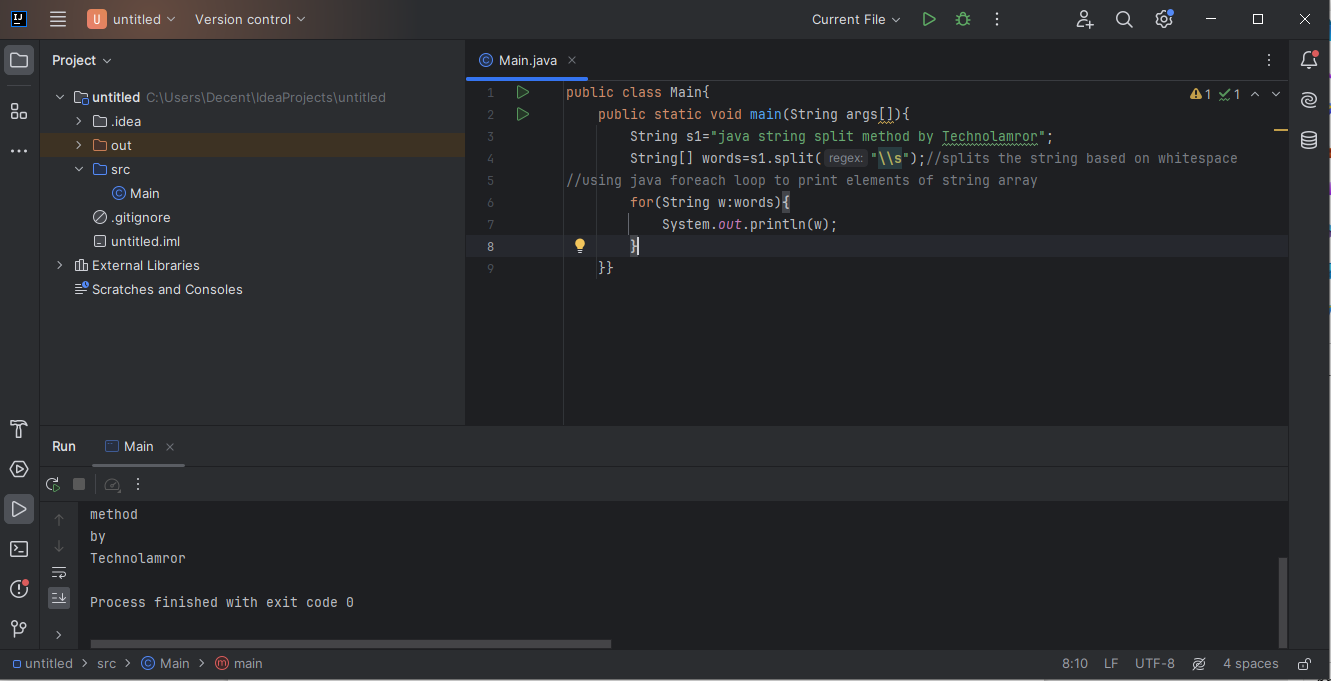 IJ U untitled Version control Current File
Project
untitled C:\Users\Decent\IdeaProjects\untitled
.idea
out
src
Main
.gitignore
untitled.iml
External Libraries
Scratches and Consoles
Main.java
1 public class Main{ 1 1
2 public static void main(String args[]){
3 String s1="java string split method by Technolamror";
4 String[] words=s1.split( regex: "\\s");//splits the string based on whitespace
5 //using java foreach loop to print elements of string array
6 for(String w:words){
7 System.out.println(w);
8 }
9 }}
Run Main
method
by
Technolamror
Process finished with exit code 0
untitled > src > Main > main 8:10 LF UTF-8 4 spaces